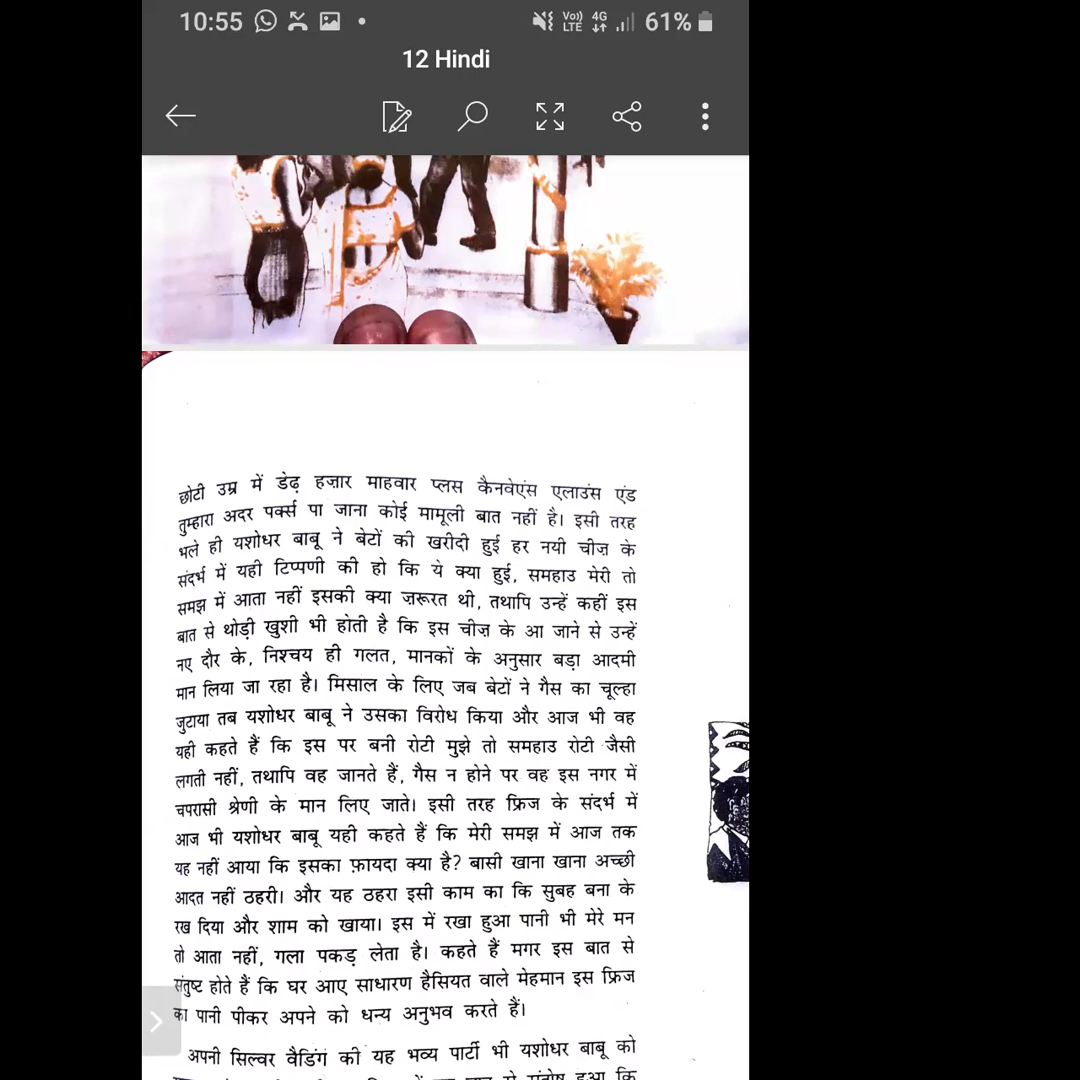 10:55
Vo)) LTE 4G 61%
12 Hindi
छोटी उम्र में डेढ़ हज़ार माहवार प्लस कैनवेएंस एलाउंस एंड
तुम्हारा अदर पर्क्स पा जाना कोई मामूली बात नहीं है। इसी तरह
भले ही यशोधर बाबू ने बेटों की खरीदी हुई हर नयी चीज़ के
संदर्भ में यही टिप्पणी की हो कि ये क्या हुई, समहाउ मेरी तो
समझ में आता नहीं इसकी क्या ज़रूरत थी, तथापि उन्हें कहीं इस
बात से थोड़ी खुशी भी होती है कि इस चीज़ के आ जाने से उन्हें
नए दौर के, निश्चय ही गलत, मानकों के अनुसार बड़ा आदमी
मान लिया जा रहा है। मिसाल के लिए जब बेटों ने गैस का चूल्हा
जुटाया तब यशोधर बाबू ने उसका विरोध किया और आज भी वह
यही कहते हैं कि इस पर बनी रोटी मुझे तो समहाउ रोटी जैसी
लगती नहीं, तथापि वह जानते हैं, गैस न होने पर वह इस नगर में
चपरासी श्रेणी के मान लिए जाते। इसी तरह फ्रिज के संदर्भ में
आज भी यशोधर बाबू यही कहते हैं कि मेरी समझ में आज तक
यह नहीं आया कि इसका फ़ायदा क्या है? बासी खाना खाना अच्छी
आदत नहीं ठहरी। और यह ठहरा इसी काम का कि सुबह बना के
रख दिया और शाम को खाया। इस में रखा हुआ पानी भी मेरे मन
तो आता नहीं, गला पकड़ लेता है। कहते हैं मगर इस बात से
संतुष्ट होते हैं कि घर आए साधारण हैसियत वाले मेहमान इस फ्रिज
का पानी पीकर अपने को धन्य अनुभव करते हैं।
अपनी सिल्वर वैडिंग की यह भव्य पार्टी भी यशोधर बाबू को